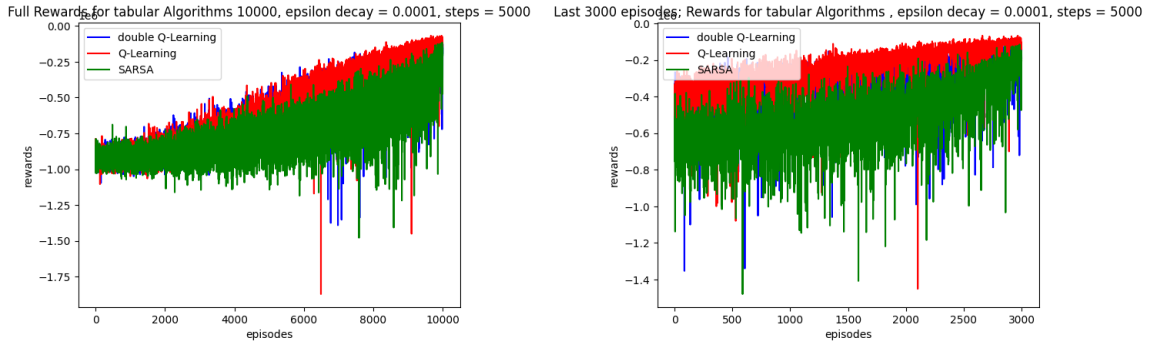 Full Rewards for tabular Algorithms 10000, epsilon decay = 0.0001, steps = 5000
1e6
0.00
−0.25
−0.50
−0.75
−1.00
−1.25
−1.50
−1.75
rewards
double Q-Learning
Q-Learning
SARSA
0 2000 4000 6000 8000 10000
episodes
Last 3000 episodes; Rewards for tabular Algorithms , epsilon decay = 0.0001, steps = 5000
1e6
0.0
−0.2
−0.4
−0.6
−0.8
−1.0
−1.2
−1.4
rewards
double Q-Learning
Q-Learning
SARSA
0 500 1000 1500 2000 2500 3000
episodes